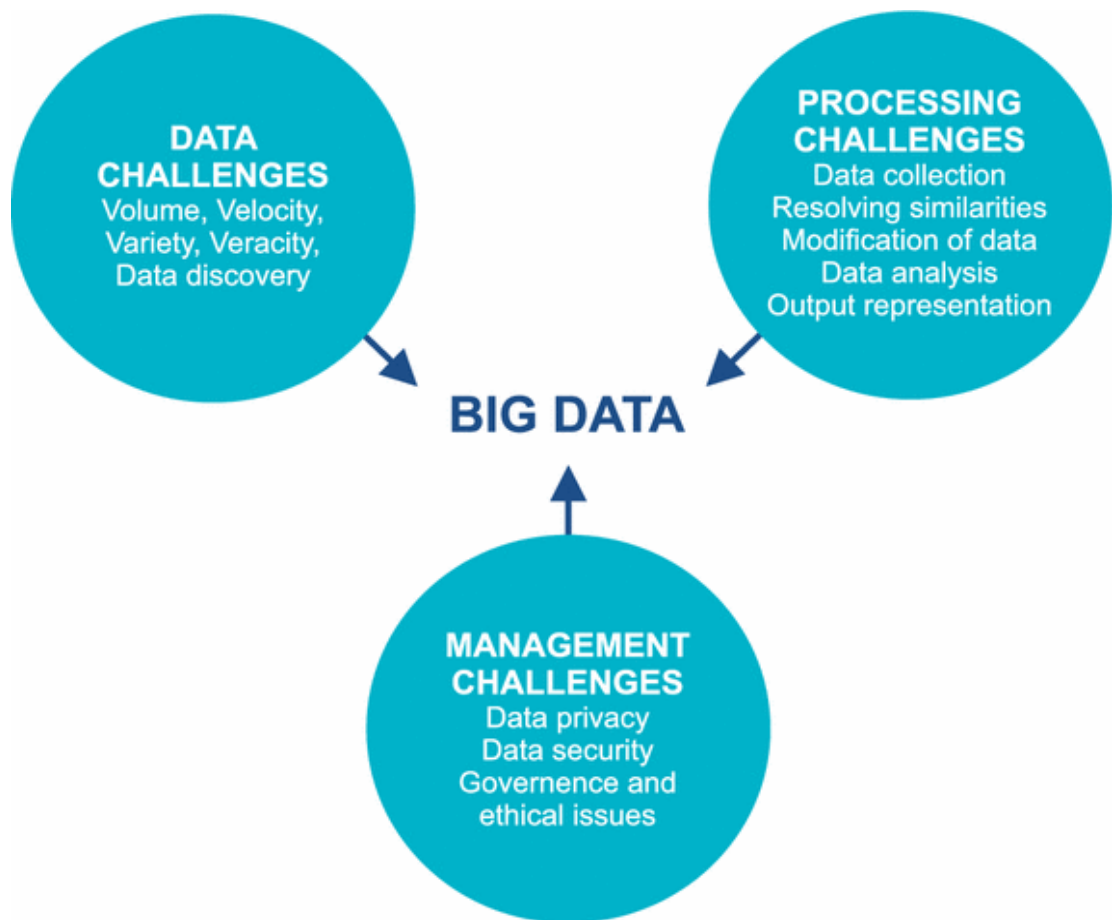 DATA
CHALLENGES
Volume, Velocity,
Variety, Veracity,
Data discovery
PROCESSING
CHALLENGES
Data collection
Resolving similarities
Modification of data
Data analysis
Output representation
BIG DATA
MANAGEMENT
CHALLENGES
Data privacy
Data security
Governence and
ethical issues